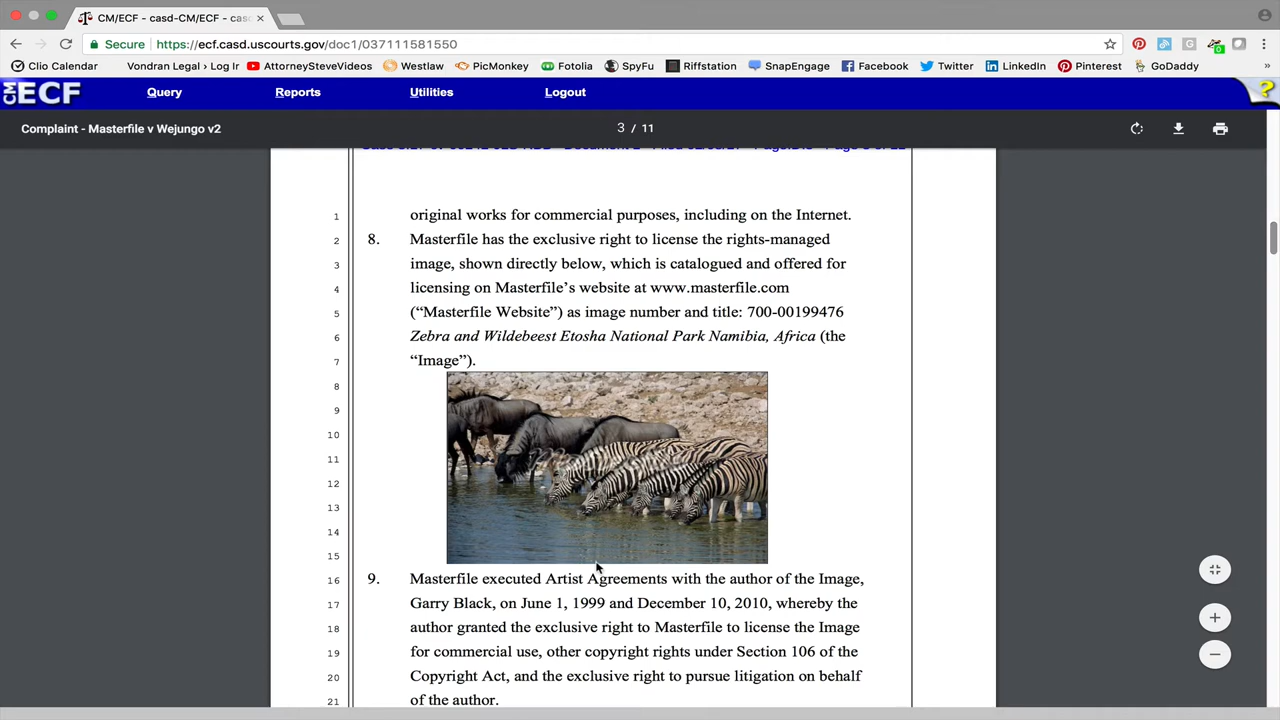 CM/ECF - casd-CM/ECF - cas
Secure https://ecf.casd.uscourts.gov/doc1/037111581550
Clio Calendar Vondran Legal › Log Ir AttorneySteveVideos Westlaw PicMonkey Fotolia SpyFu Riffstation SnapEngage Facebook Twitter LinkedIn Pinterest GoDaddy »
CM ECF Query Reports Utilities Logout ?
Complaint - Masterfile v Wejungo v2 3 / 11
1 original works for commercial purposes, including on the Internet.
2 8. Masterfile has the exclusive right to license the rights-managed
3 image, shown directly below, which is catalogued and offered for
4 licensing on Masterfile’s website at www.masterfile.com
5 (“Masterfile Website”) as image number and title: 700-00199476
6 Zebra and Wildebeest Etosha National Park Namibia, Africa (the
7 “Image”).
8
9
10
11
12
13
14
15
16 9. Masterfile executed Artist Agreements with the author of the Image,
17 Garry Black, on June 1, 1999 and December 10, 2010, whereby the
18 author granted the exclusive right to Masterfile to license the Image
19 for commercial use, other copyright rights under Section 106 of the
20 Copyright Act, and the exclusive right to pursue litigation on behalf
21 of the author.